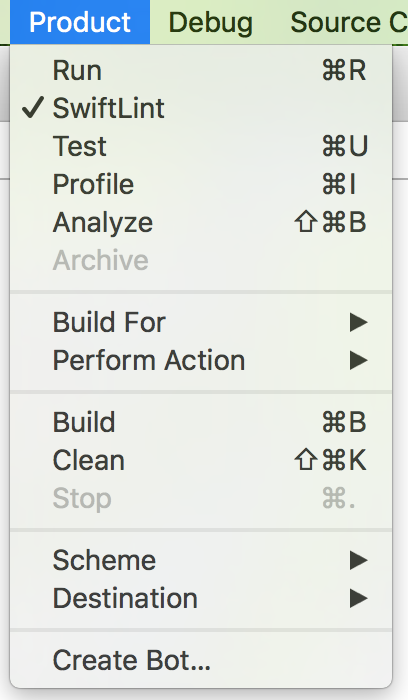 Product Debug Source C
Run ⌘R
✓ SwiftLint
Test ⌘U
Profile ⌘I
Analyze ⇧⌘B
Archive
Build For ▶
Perform Action ▶
Build ⌘B
Clean ⇧⌘K
Stop ⌘.
Scheme ▶
Destination ▶
Create Bot...